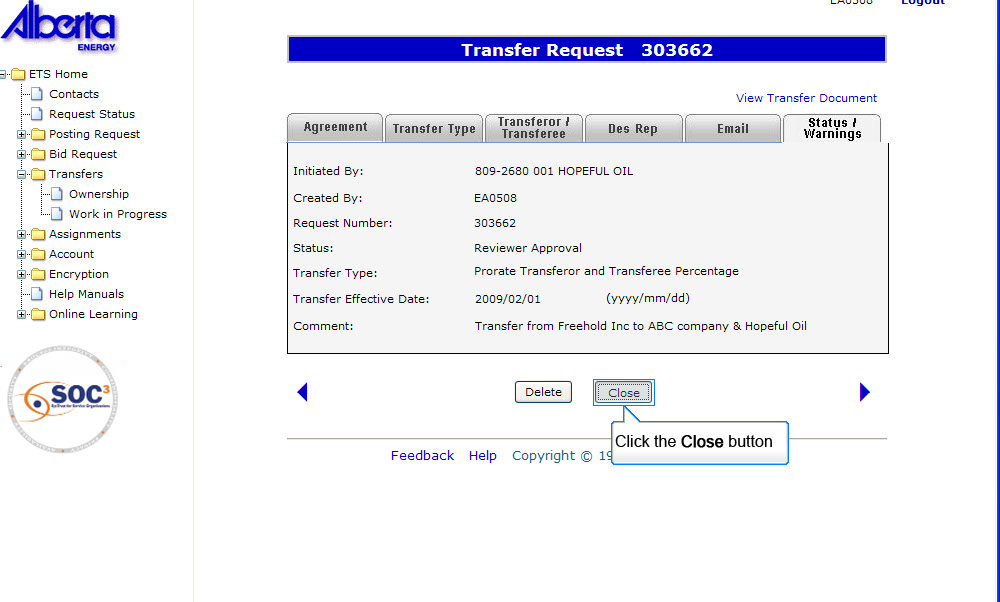 EA0508 Logout
Alberta
ENERGY
Transfer Request 303662
ETS Home
Contacts
Request Status
Posting Request
Bid Request
Transfers
Ownership
Work in Progress
Assignments
Account
Encryption
Help Manuals
Online Learning
SOC3
View Transfer Document
Agreement
Transfer Type
Transferor /
Transferee
Des Rep
Email
Status /
Warnings
Initiated By: 809-2680 001 HOPEFUL OIL
Created By: EA0508
Request Number: 303662
Status: Reviewer Approval
Transfer Type: Prorate Transferor and Transferee Percentage
Transfer Effective Date: 2009/02/01 (yyyy/mm/dd)
Comment: Transfer from Freehold Inc to ABC company & Hopeful Oil
Delete Close
Click the Close button
Feedback Help Copyright © 19